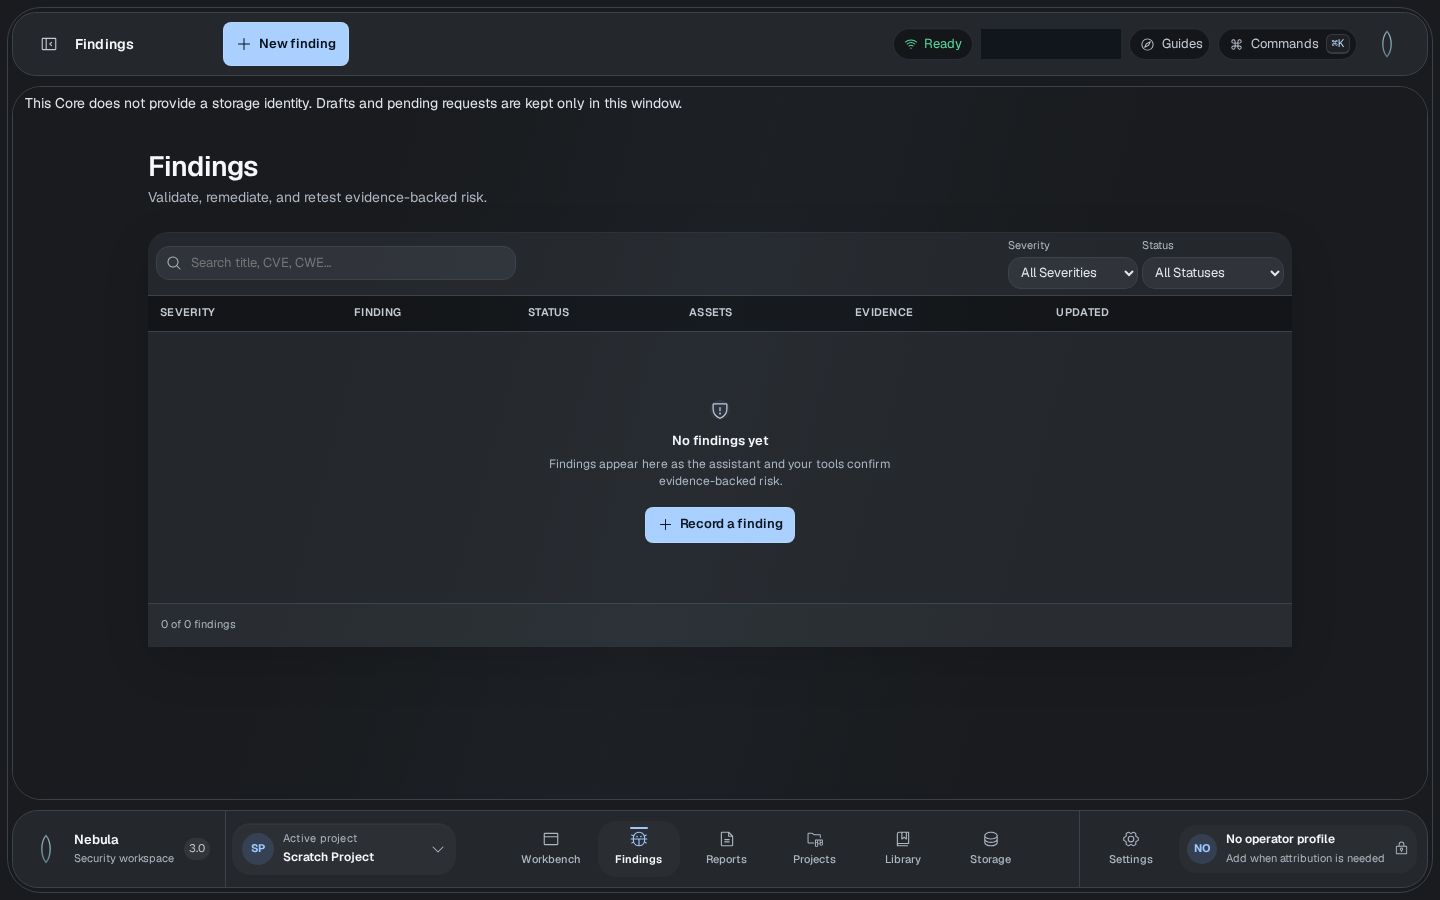 Findings
New finding
Ready
Guides
Commands
⌘K
This Core does not provide a storage identity. Drafts and pending requests are kept only in this window.
Findings
Validate, remediate, and retest evidence-backed risk.
Search title, CVE, CWE...
Severity
All Severities
Status
All Statuses
SEVERITY
FINDING
STATUS
ASSETS
EVIDENCE
UPDATED
No findings yet
Findings appear here as the assistant and your tools confirm
evidence-backed risk.
Record a finding
0 of 0 findings
Nebula
Security workspace
3.0
SP
Active project
Scratch Project
Workbench
Findings
Reports
Projects
Library
Storage
Settings
NO
No operator profile
Add when attribution is needed